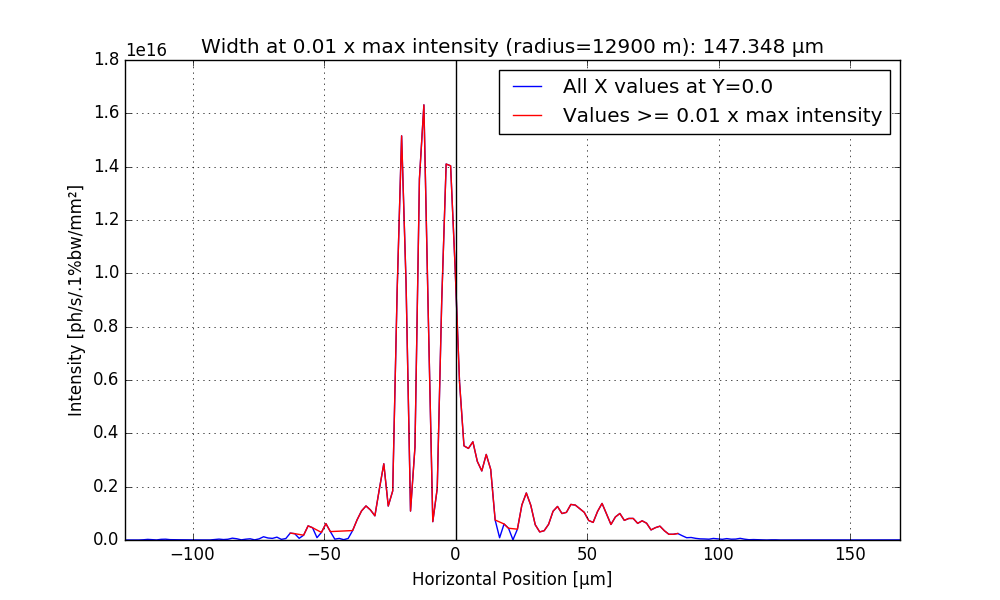 Width at 0.01 x max intensity (radius=12900 m): 147.348 µm
1e16
All X values at Y=0.0
Values >= 0.01 x max intensity
Intensity [ph/s/.1%bw/mm²]
1.8
1.6
1.4
1.2
1.0
0.8
0.6
0.4
0.2
0.0
−100 −50 0 50 100 150
Horizontal Position [µm]